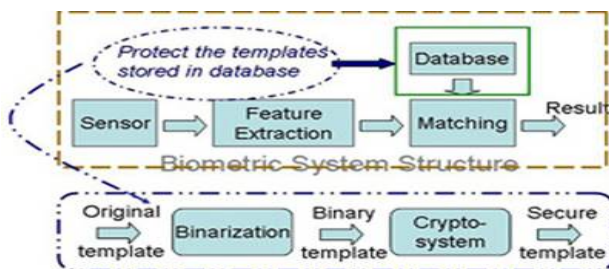 Protect the templates
stored in database
Database
Sensor
Feature
Extraction
Matching
Result
Biometric System Structure
Original
template
Binarization
Binary
template
Crypto-
system
Secure
template